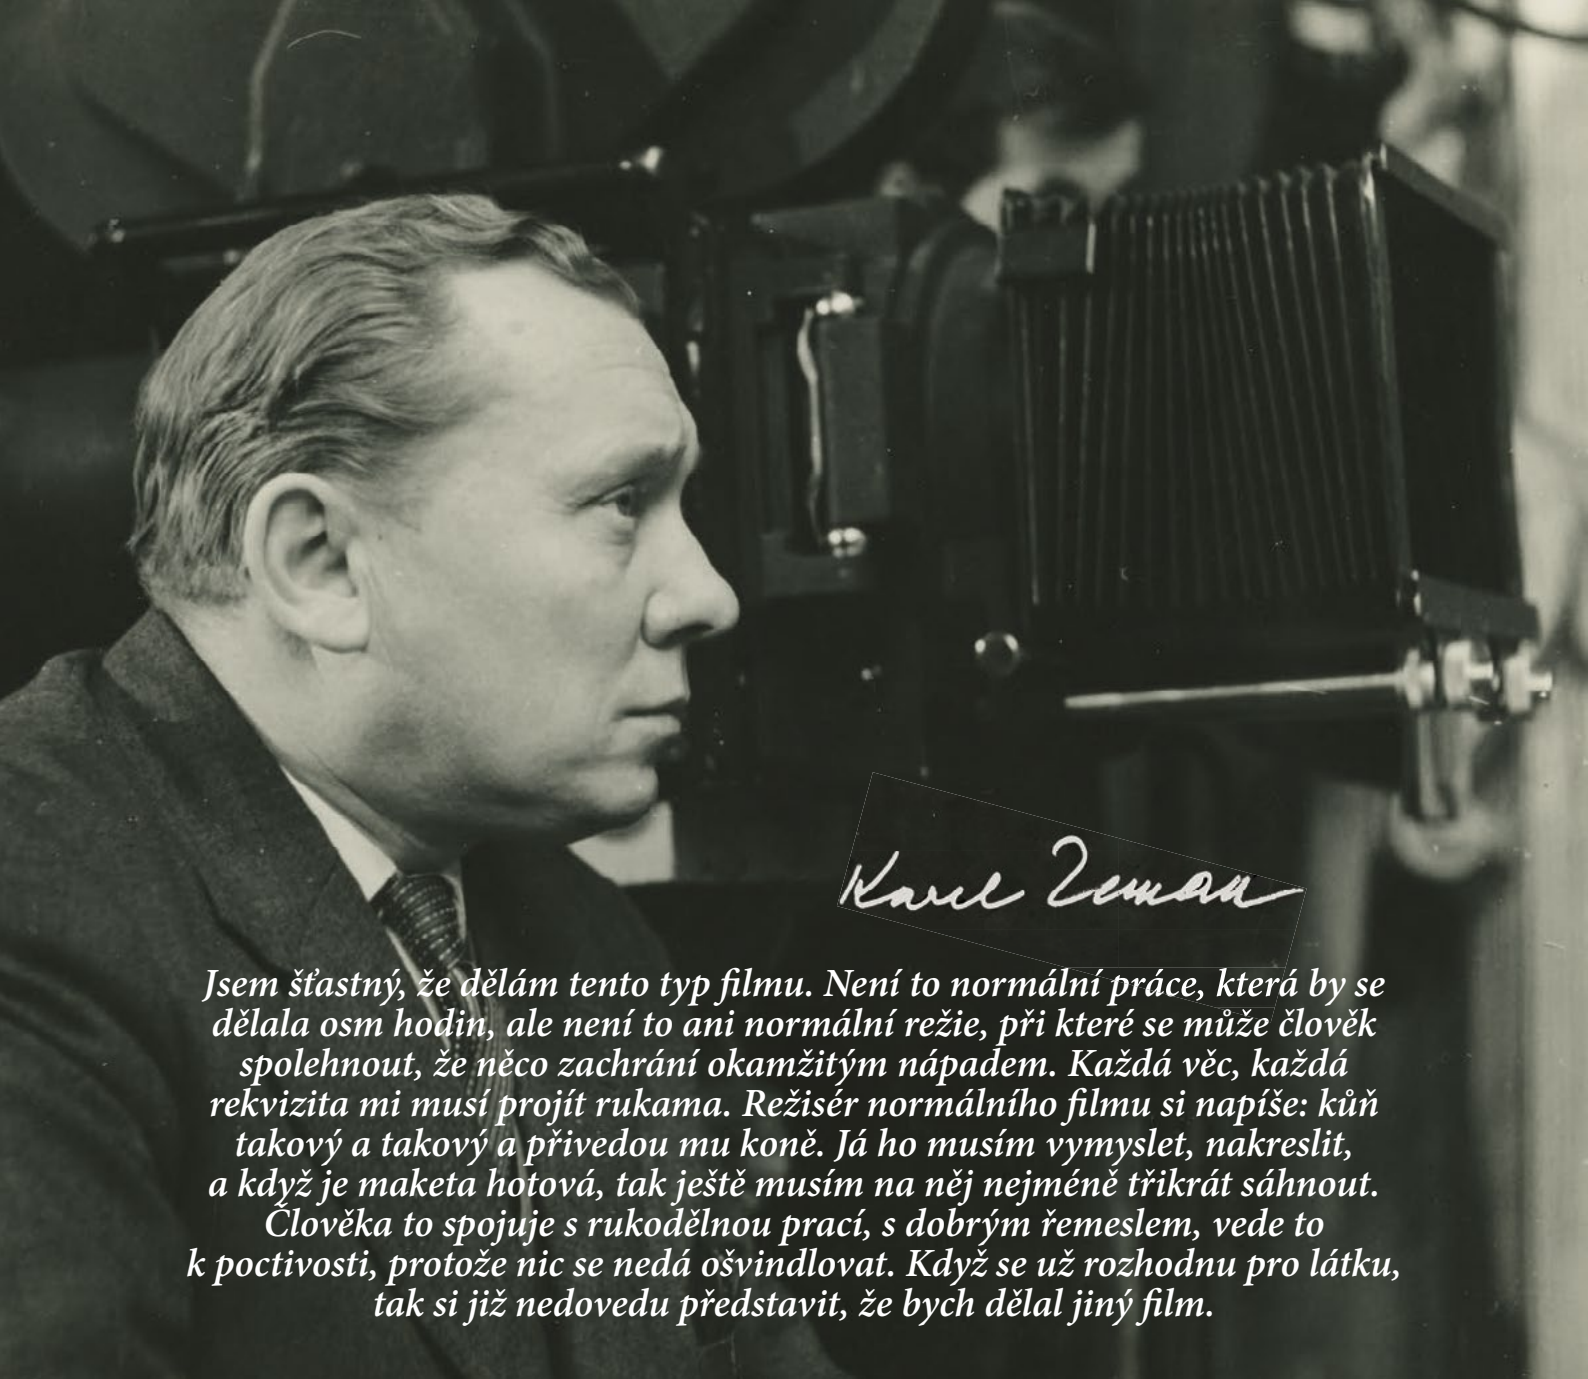 Karel Zeman
Jsem šťastný, že dělám tento typ filmu. Není to normální práce, která by se
dělala osm hodin, ale není to ani normální režie, při které se může člověk
spolehnout, že něco zachrání okamžitým nápadem. Každá věc, každá
rekvizita mi musí projít rukama. Režisér normálního filmu si napíše: kůň
takový a takový a přivedou mu koně. Já ho musím vymyslet, nakreslit,
a když je maketa hotová, tak ještě musím na něj nejméně třikrát sáhnout.
Člověka to spojuje s rukodělnou prací, s dobrým řemeslem, vede to
k poctivosti, protože nic se nedá ošvindlovat. Když se už rozhodnu pro látku,
tak si již nedovedu představit, že bych dělal jiný film.